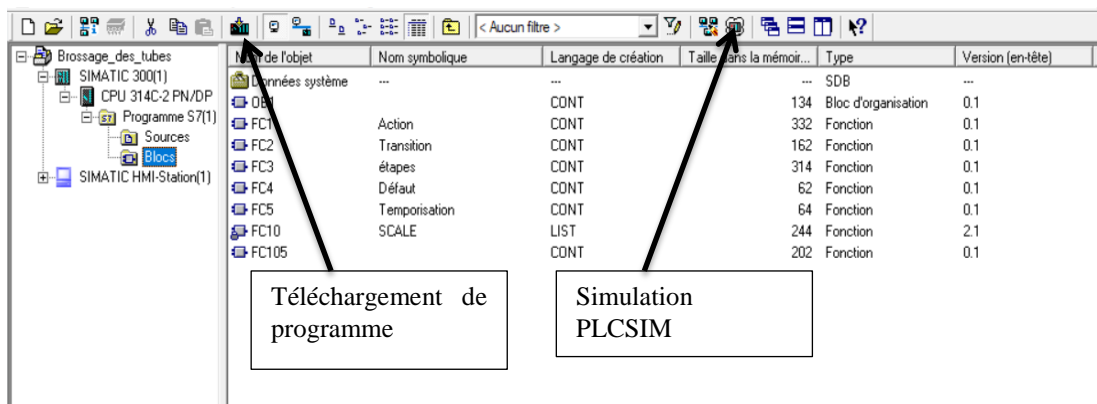 < Aucun filtre >
Brossage_des_tubes
SIMATIC 300(1)
CPU 314C-2 PN/DP
Programme S7(1)
Sources
Blocs
SIMATIC HMI-Station(1)
Nom de l'objet Nom symbolique Langage de création Taille dans la mémoir... Type Version (en-tête)
Données système --- --- --- SDB ---
OB1 CONT 134 Bloc d'organisation 0.1
FC1 Action CONT 332 Fonction 0.1
FC2 Transition CONT 162 Fonction 0.1
FC3 étapes CONT 314 Fonction 0.1
FC4 Défaut CONT 62 Fonction 0.1
FC5 Temporisation CONT 64 Fonction 0.1
FC10 SCALE LIST 244 Fonction 2.1
FC105 CONT 202 Fonction 0.1
Téléchargement de
programme
Simulation
PLCSIM